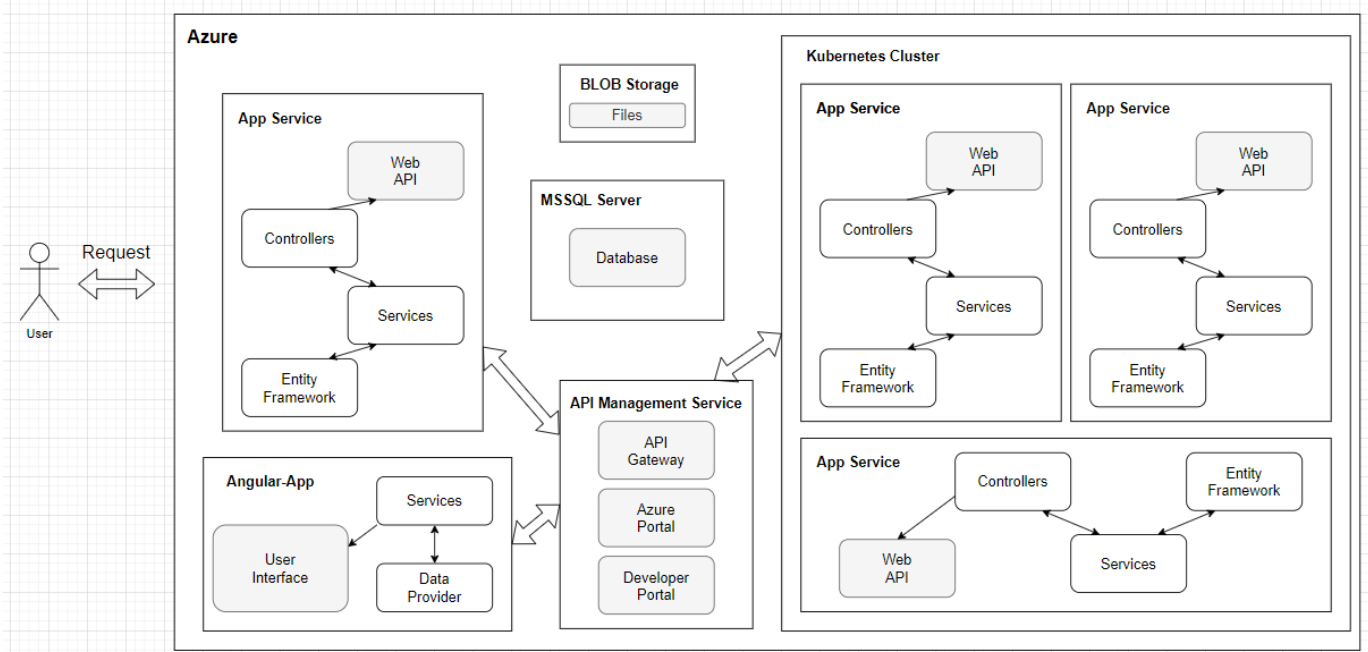 Azure
Request
User
App Service
Web
API
Controllers
Services
Entity
Framework
Angular-App
Services
User
Interface
Data
Provider
BLOB Storage
Files
MSSQL Server
Database
API Management Service
API
Gateway
Azure
Portal
Developer
Portal
Kubernetes Cluster
App Service
Web
API
Controllers
Services
Entity
Framework
App Service
Web
API
Controllers
Services
Entity
Framework
App Service
Controllers
Entity
Framework
Web
API
Services